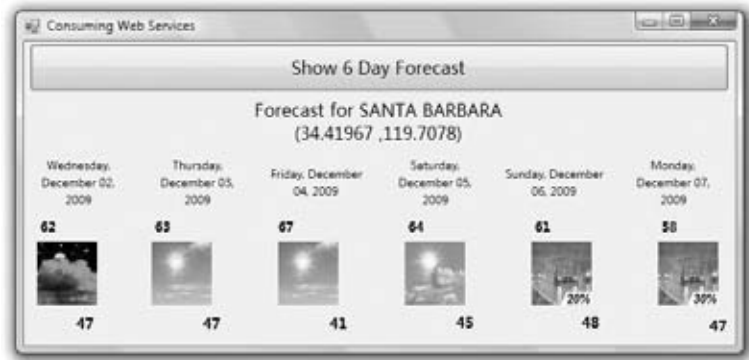 Consuming Web Services
Show 6 Day Forecast
Forecast for SANTA BARBARA
(34.41967 ,119.7078)
Wednesday,
December 02,
2009
Thursday,
December 03,
2009
Friday, December
04, 2009
Saturday,
December 05,
2009
Sunday, December
06, 2009
Monday,
December 07,
2009
62 63 67 64 61 58
20% 30%
47 47 41 45 48 47